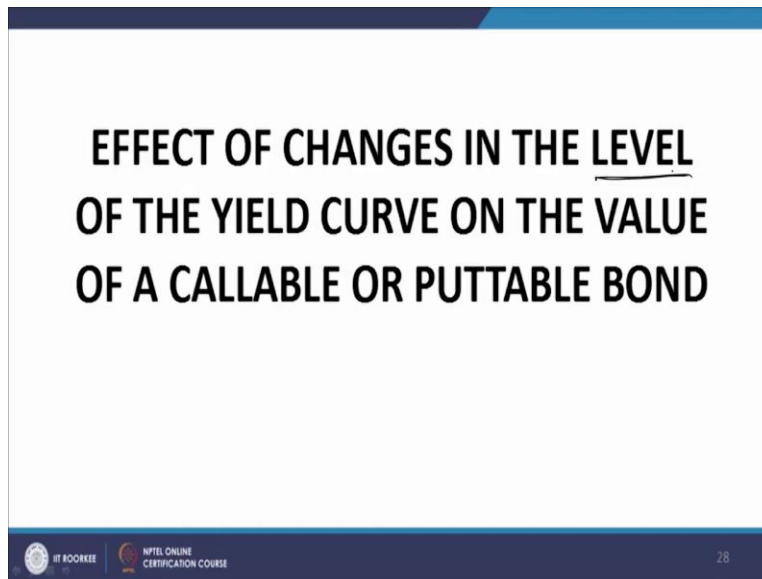 EFFECT OF CHANGES IN THE LEVEL
OF THE YIELD CURVE ON THE VALUE
OF A CALLABLE OR PUTTABLE BOND
IIT ROORKEE
NPTEL ONLINE
CERTIFICATION COURSE
28